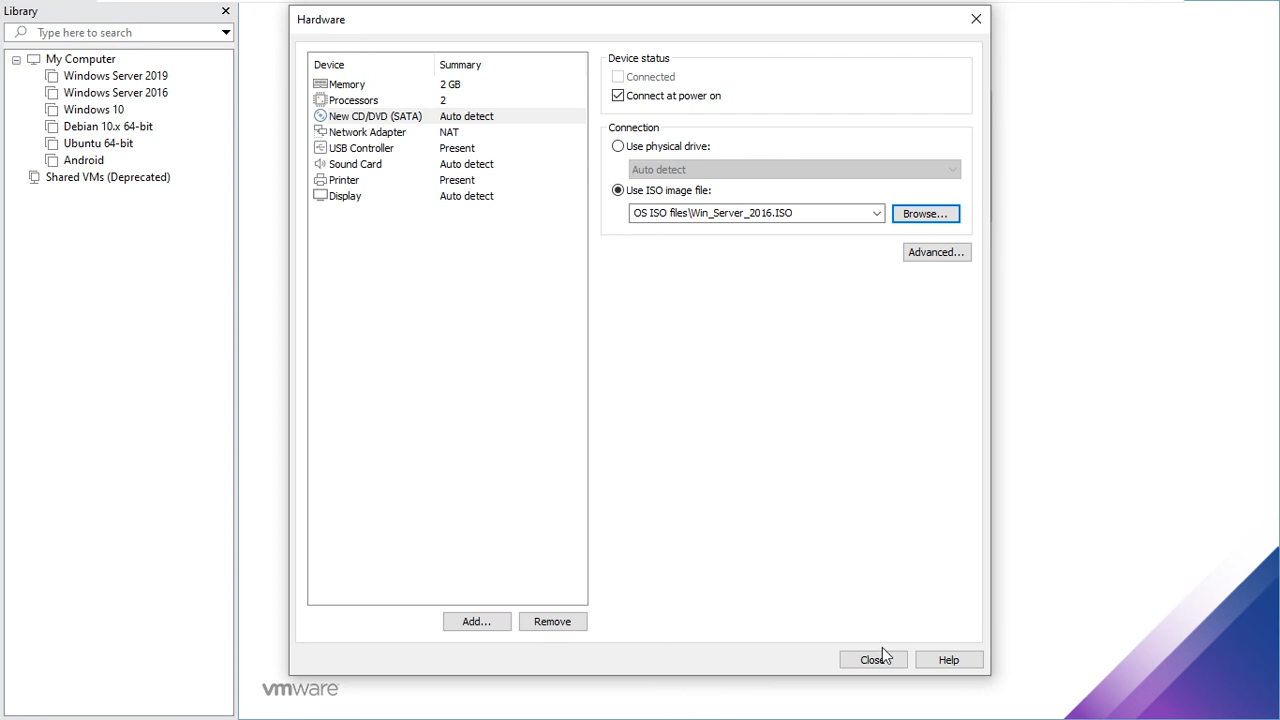 Library
Type here to search
My Computer
Windows Server 2019
Windows Server 2016
Windows 10
Debian 10.x 64-bit
Ubuntu 64-bit
Android
Shared VMs (Deprecated)
Hardware
Device Summary
Memory 2 GB
Processors 2
New CD/DVD (SATA) Auto detect
Network Adapter NAT
USB Controller Present
Sound Card Auto detect
Printer Present
Display Auto detect
Add... Remove
Device status
Connected
Connect at power on
Connection
Use physical drive:
Auto detect
Use ISO image file:
OS ISO files\Win_Server_2016.ISO Browse...
Advanced...
Close Help
vmware